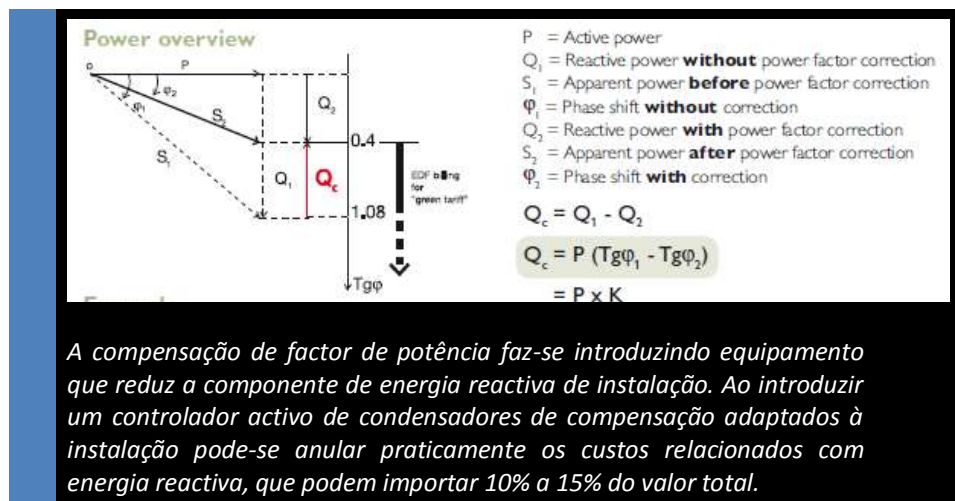 Power overview
P = Active power
Q1 = Reactive power without power factor correction
S1 = Apparent power before power factor correction
φ1 = Phase shift without correction
Q2 = Reactive power with power factor correction
S2 = Apparent power after power factor correction
φ2 = Phase shift with correction
Qc = Q1 - Q2
Qc = P (Tgφ1 - Tgφ2)
= P x K
o
P
φ1
φ2
S2
S1
Q2
Q1
Qc
0.4
1.08
EDF billing
for
"green tariff"
Tgφ
A compensação de factor de potência faz-se introduzindo equipamento
que reduz a componente de energia reactiva de instalação. Ao introduzir
um controlador activo de condensadores de compensação adaptados à
instalação pode-se anular praticamente os custos relacionados com
energia reactiva, que podem importar 10% a 15% do valor total.